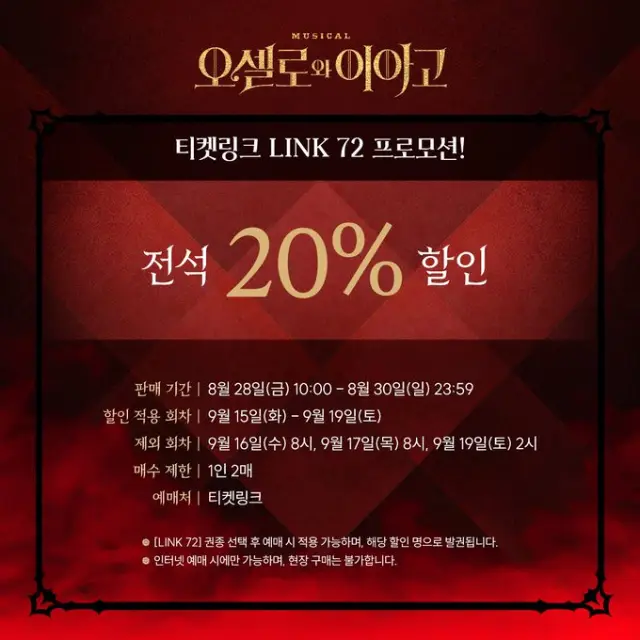 MUSICAL
오셀로와 이아고
티켓링크 LINK 72 프로모션!
전석 20% 할인
판매 기간 | 8월 28일(금) 10:00 – 8월 30일(일) 23:59
할인 적용 회차 | 9월 15일(화) – 9월 19일(토)
제외 회차 | 9월 16일(수) 8시, 9월 17일(목) 8시, 9월 19일(토) 2시
매수 제한 | 1인 2매
예매처 | 티켓링크
● [LINK 72] 권종 선택 후 예매 시 적용 가능하며, 해당 할인 명으로 발권됩니다.
● 인터넷 예매 시에만 가능하며, 현장 구매는 불가합니다.